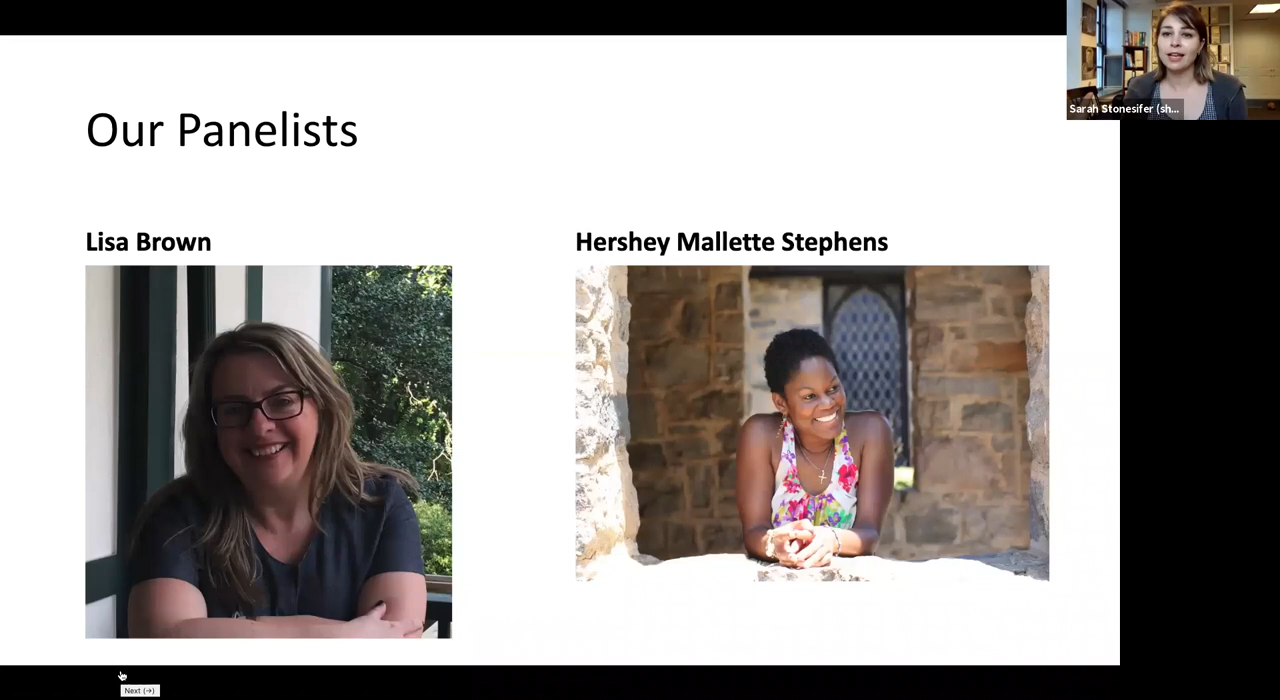 Our Panelists
Sarah Stonesifer (sh...
Lisa Brown
Hershey Mallette Stephens
Next (→)